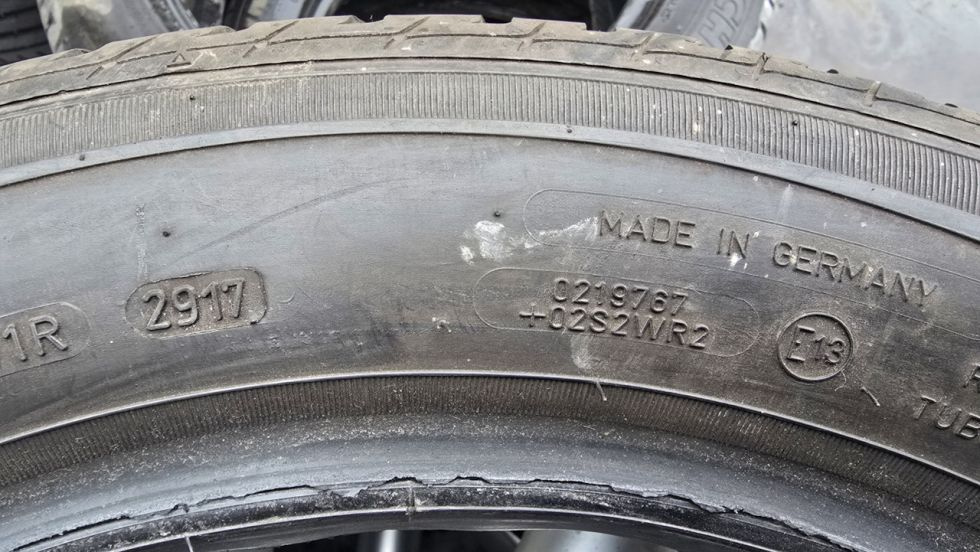 MADE IN GERMANY
1R
2917
0219767
+02S2WR2
E13
TUB